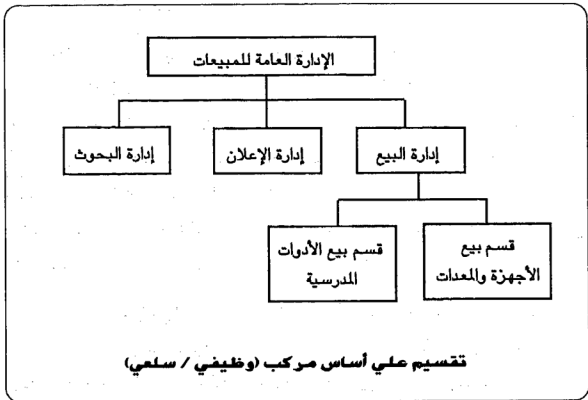 الإدارة العامة للمبيعات
إدارة البيع
إدارة الإعلان
إدارة البحوث
قسم بيع
الأجهزة والمعدات
قسم بيع الأدوات
المدرسية
تقسيم علي أساس مركب (وظيفي / سلعي)